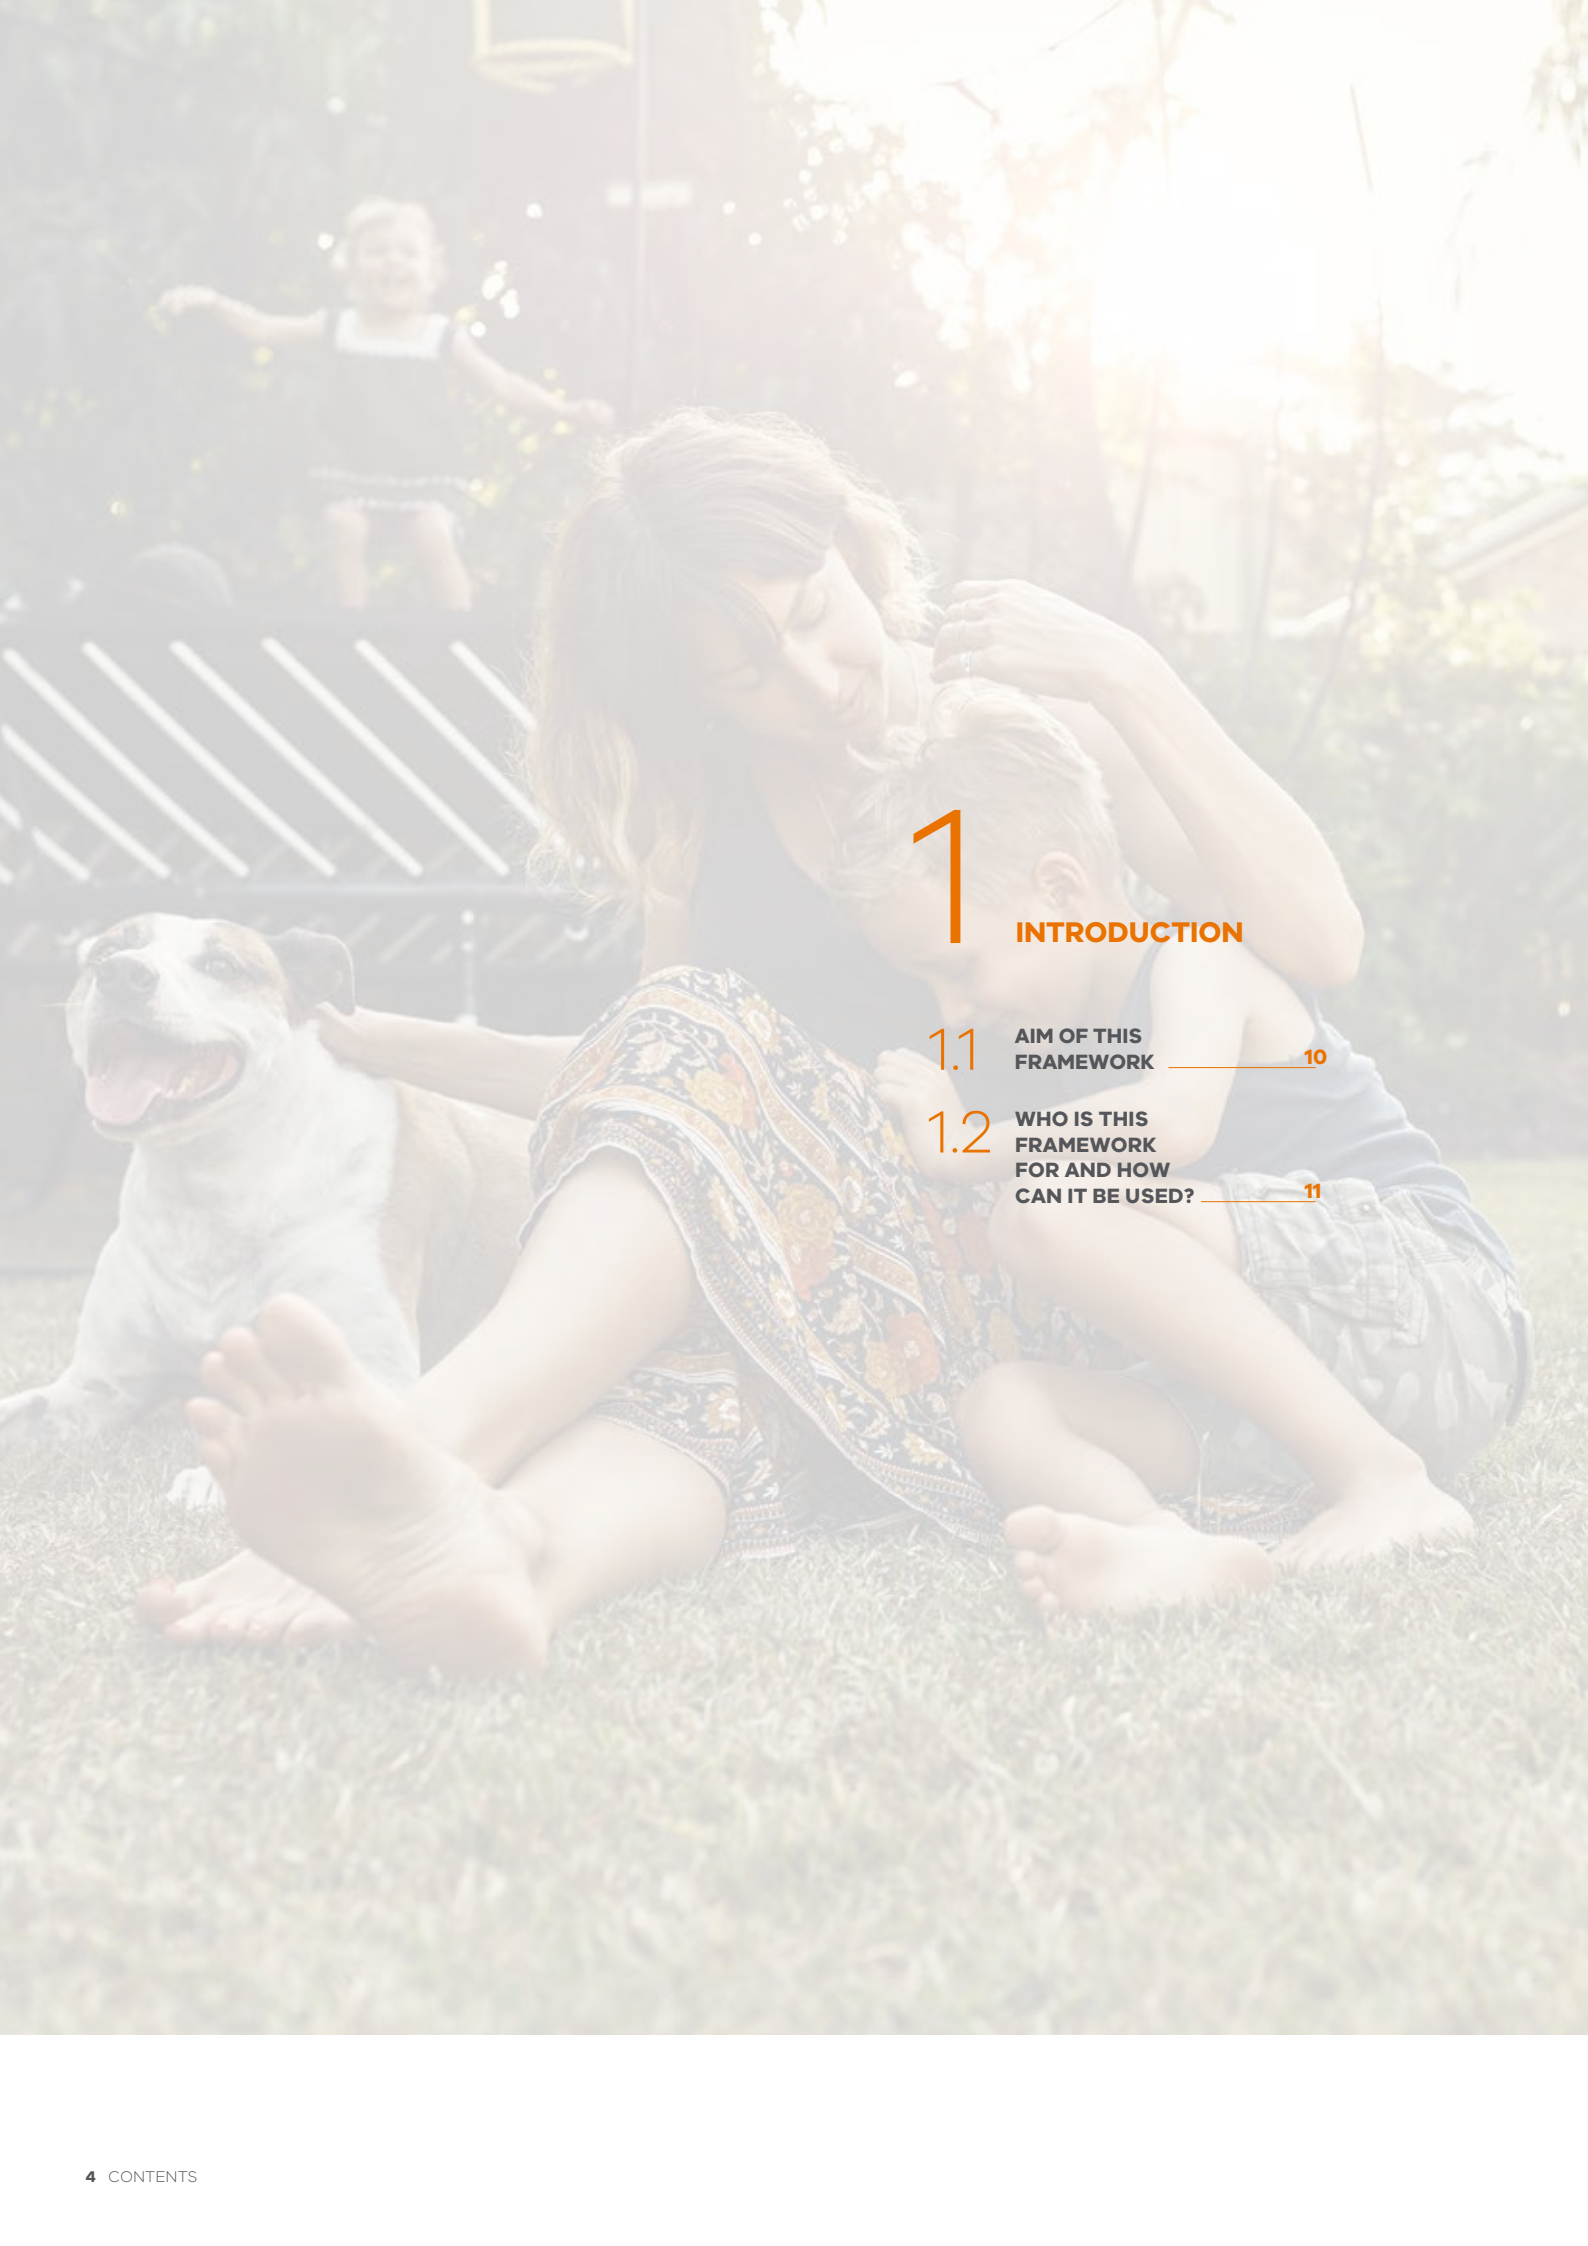 1 INTRODUCTION
1.1 AIM OF THIS
FRAMEWORK 10
1.2 WHO IS THIS
FRAMEWORK
FOR AND HOW
CAN IT BE USED? 11
4 CONTENTS